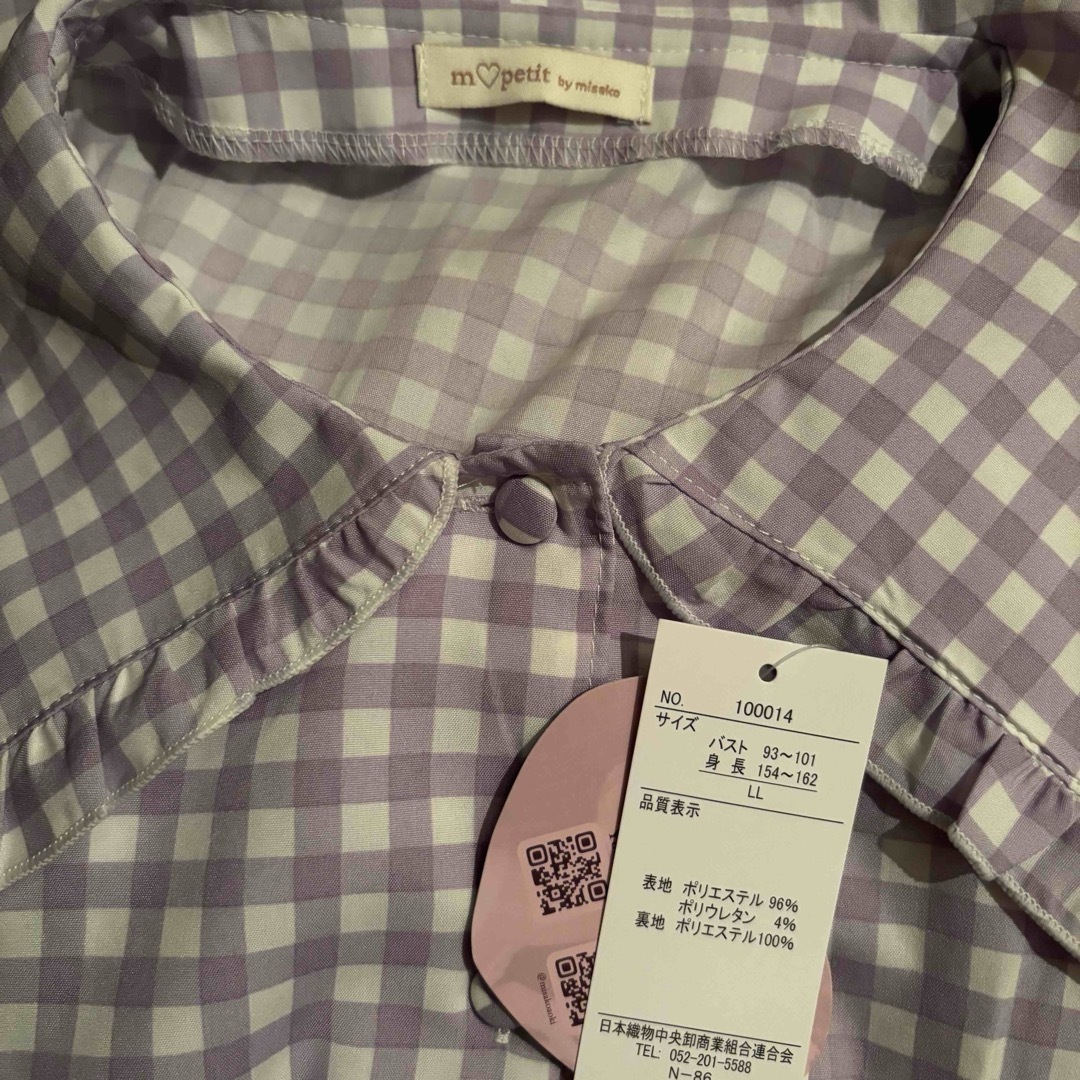 m♡petit by misako
NO. 100014
サイズ
バスト 93〜101
身長 154〜162
LL
品質表示
表地 ポリエステル 96%
ポリウレタン 4%
裏地 ポリエステル100%
日本織物中央卸商業組合連合会
TEL: 052-201-5588
N-86
@misakoaoki